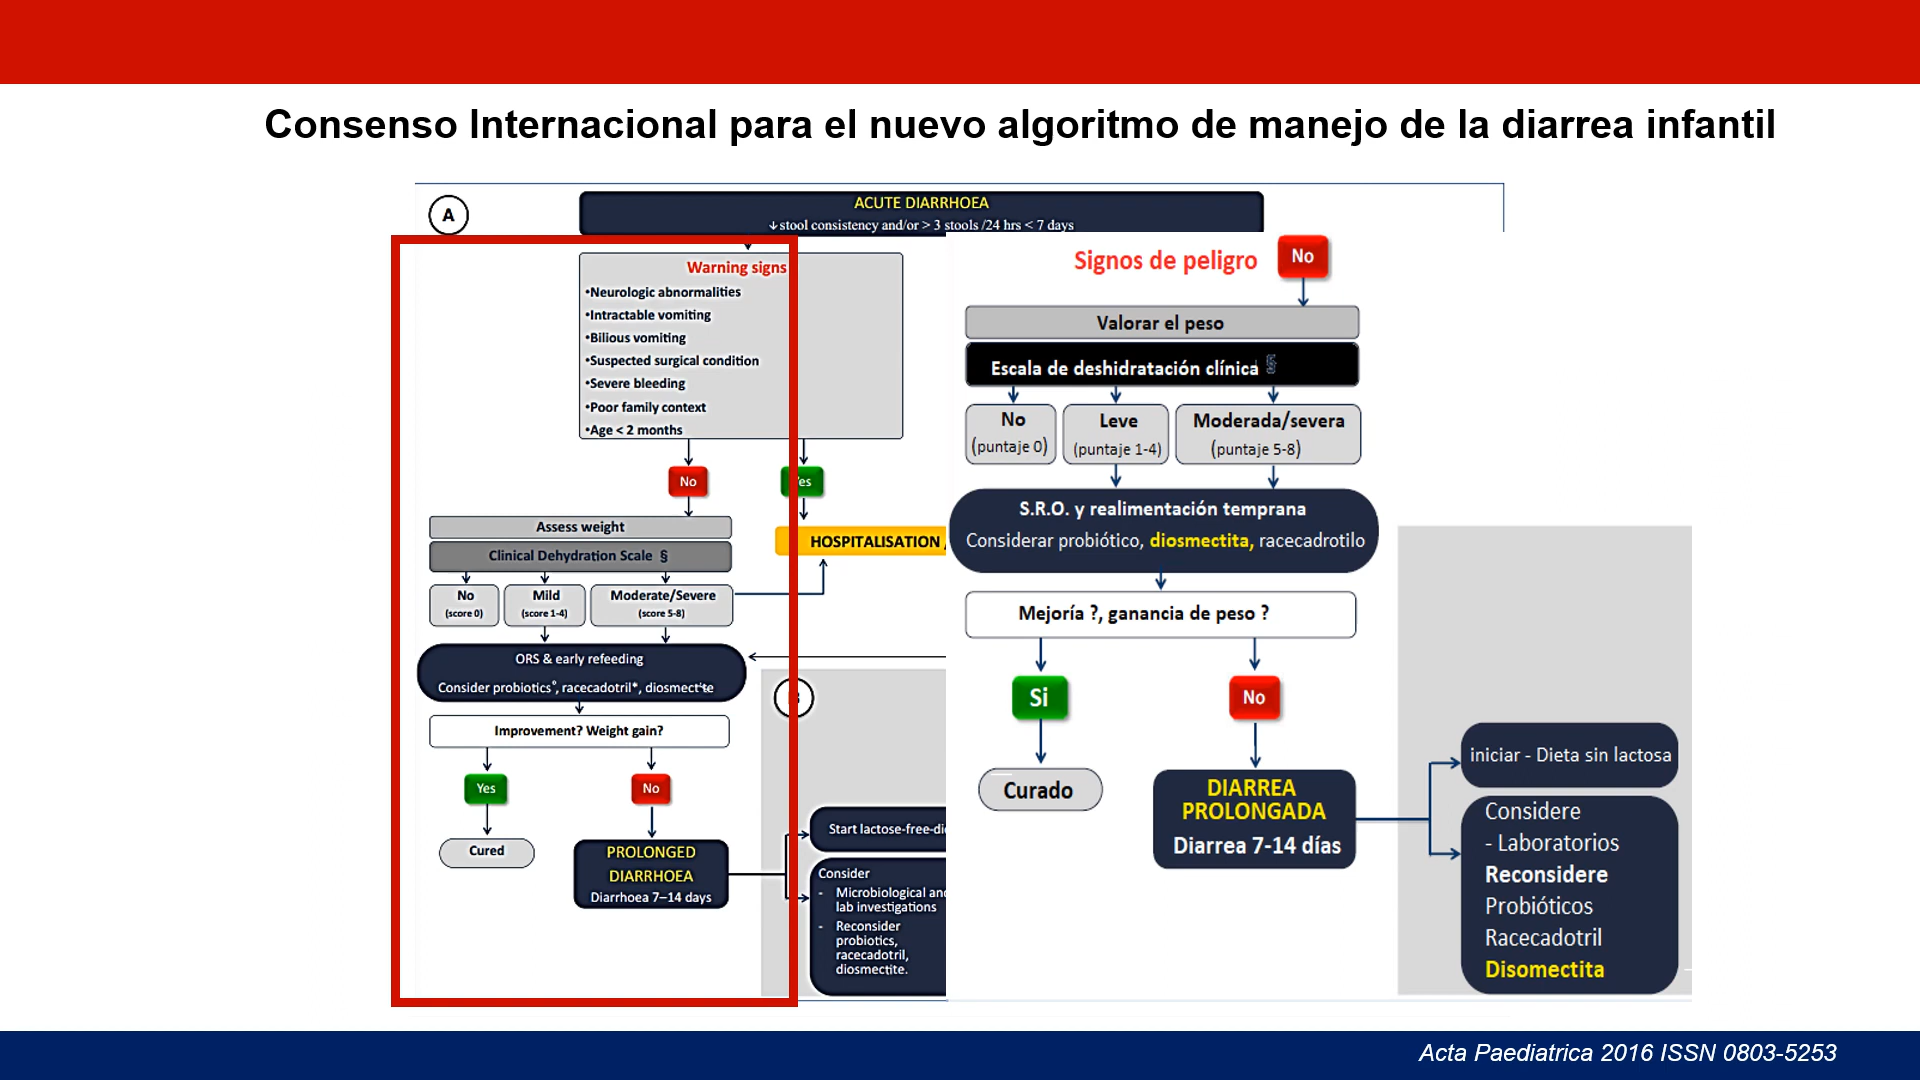 Consenso Internacional para el nuevo algoritmo de manejo de la diarrea infantil
A
ACUTE DIARRHOEA
↓stool consistency and/or > 3 stools /24 hrs < 7 days
Warning signs
•Neurologic abnormalities
•Intractable vomiting
•Bilious vomiting
•Suspected surgical condition
•Severe bleeding
•Poor family context
•Age < 2 months
No
Assess weight
Clinical Dehydration Scale §
No
(score 0)
Mild
(score 1-4)
Moderate/Severe
(score 5-8)
HOSPITALISATION
ORS & early refeeding
Consider probiotics°, racecadotril*, diosmectite
Improvement? Weight gain?
Yes
No
Cured
PROLONGED
DIARRHOEA
Diarrhoea 7–14 days
Start lactose-free-di
Consider
- Microbiological and
lab investigations
- Reconsider
probiotics,
racecadotril,
diosmectite.
Signos de peligro
No
Valorar el peso
Escala de deshidratación clínica §
No
(puntaje 0)
Leve
(puntaje 1-4)
Moderada/severa
(puntaje 5-8)
S.R.O. y realimentación temprana
Considerar probiótico, diosmectita, racecadrotilo
Mejoría ?, ganancia de peso ?
Si
No
Curado
DIARREA
PROLONGADA
Diarrea 7-14 días
iniciar - Dieta sin lactosa
Considere
- Laboratorios
Reconsidere
Probióticos
Racecadotril
Disomectita
Acta Paediatrica 2016 ISSN 0803-5253